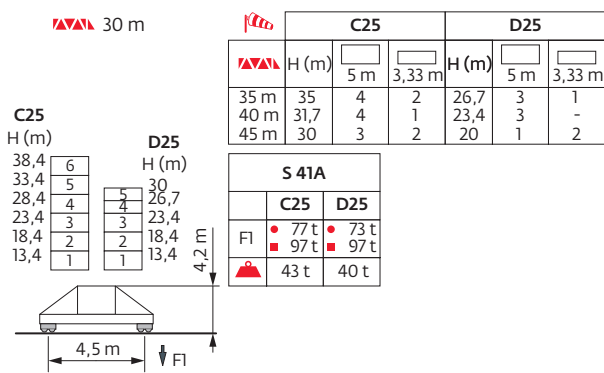 30 m
C25 D25
H (m) 5 m 3,33 m H (m) 5 m 3,33 m
35 m 35 4 2 26,7 3 1
40 m 31,7 4 1 23,4 3 -
45 m 30 3 2 20 1 2
C25
H (m)
D25
H (m)
38,4 6
33,4 5 5 30
28,4 4 4 26,7
23,4 3 3 23,4
18,4 2 2 18,4
13,4 1 1 13,4
S 41A
C25 D25
F1 77 t 73 t
97 t 97 t
43 t 40 t
4,2 m
4,5 m
F1